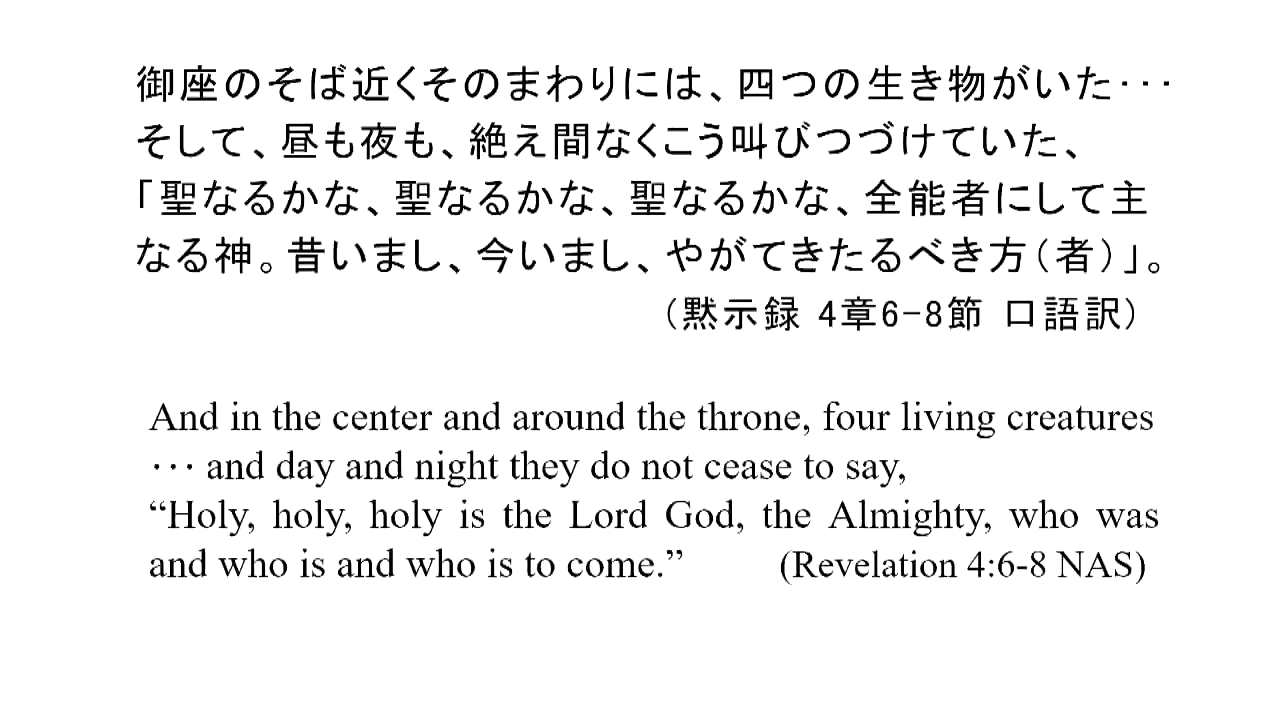 御座のそば近くそのまわりには、四つの生き物がいた･･･
そして、昼も夜も、絶え間なくこう叫びつづけていた、
「聖なるかな、聖なるかな、聖なるかな、全能者にして主
なる神。昔いまし、今いまし、やがてきたるべき方（者）」。
（黙示録 4章6-8節 口語訳）
And in the center and around the throne, four living creatures
･･･ and day and night they do not cease to say,
“Holy, holy, holy is the Lord God, the Almighty, who was
and who is and who is to come.” (Revelation 4:6-8 NAS)